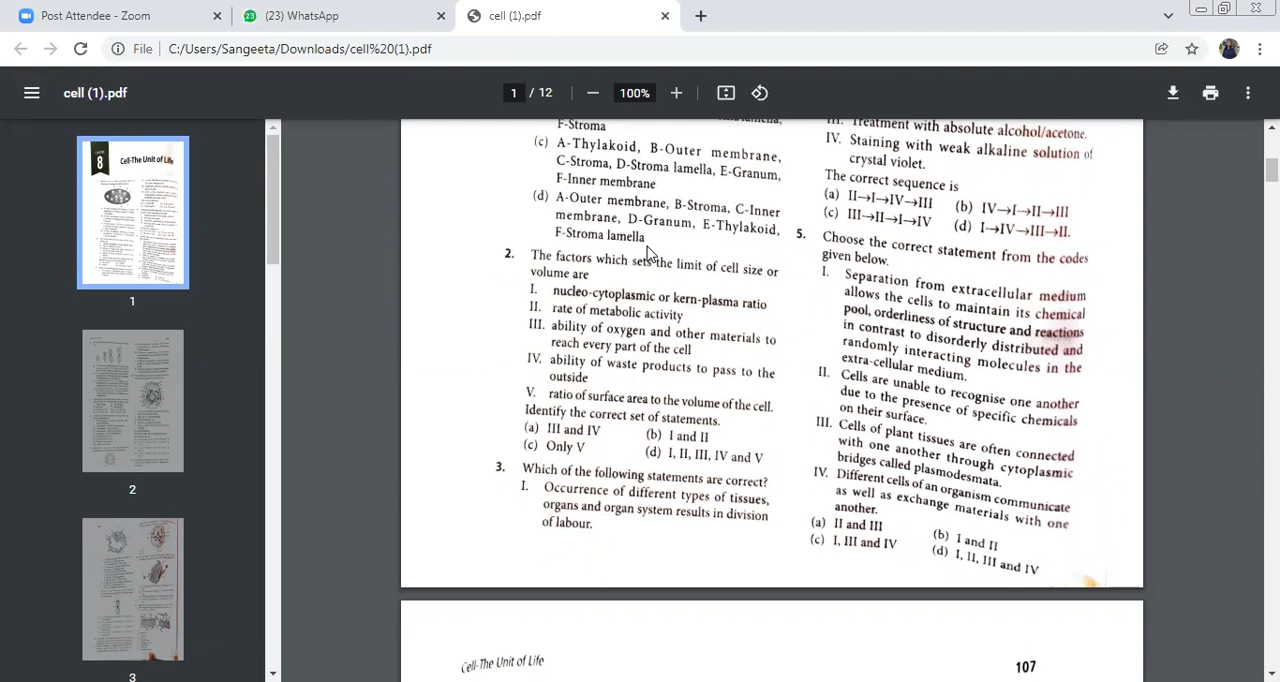 Post Attendee - Zoom
(23) WhatsApp
cell (1).pdf
File
C:/Users/Sangeeta/Downloads/cell%20(1).pdf
cell (1).pdf
1 / 12
100%
CHAPTER
8
Cell-The Unit of Life
1
2
3
F-Stroma
(c) A-Thylakoid, B-Outer membrane,
C-Stroma, D-Stroma lamella, E-Granum,
F-Inner membrane
(d) A-Outer membrane, B-Stroma, C-Inner
membrane, D-Granum, E-Thylakoid,
F-Stroma lamella
2. The factors which sets the limit of cell size or
volume are
I. nucleo-cytoplasmic or kern-plasma ratio
II. rate of metabolic activity
III. ability of oxygen and other materials to
reach every part of the cell
IV. ability of waste products to pass to the
outside
V. ratio of surface area to the volume of the cell.
Identify the correct set of statements.
(a) III and IV (b) I and II
(c) Only V (d) I, II, III, IV and V
3. Which of the following statements are correct?
I. Occurrence of different types of tissues,
organs and organ system results in division
of labour.
III. Treatment with absolute alcohol/acetone.
IV. Staining with weak alkaline solution of
crystal violet.
The correct sequence is
(a) II→I→IV→III (b) IV→I→II→III
(c) III→II→I→IV (d) I→IV→III→II.
5. Choose the correct statement from the codes
given below.
I. Separation from extracellular medium
allows the cells to maintain its chemical
pool, orderliness of structure and reactions
in contrast to disorderly distributed and
randomly interacting molecules in the
extra-cellular medium.
II. Cells are unable to recognise one another
due to the presence of specific chemicals
on their surface.
III. Cells of plant tissues are often connected
with one another through cytoplasmic
bridges called plasmodesmata.
IV. Different cells of an organism communicate
as well as exchange materials with one
another.
(a) II and III (b) I and II
(c) I, III and IV (d) I, II, III and IV
Cell-The Unit of Life
107